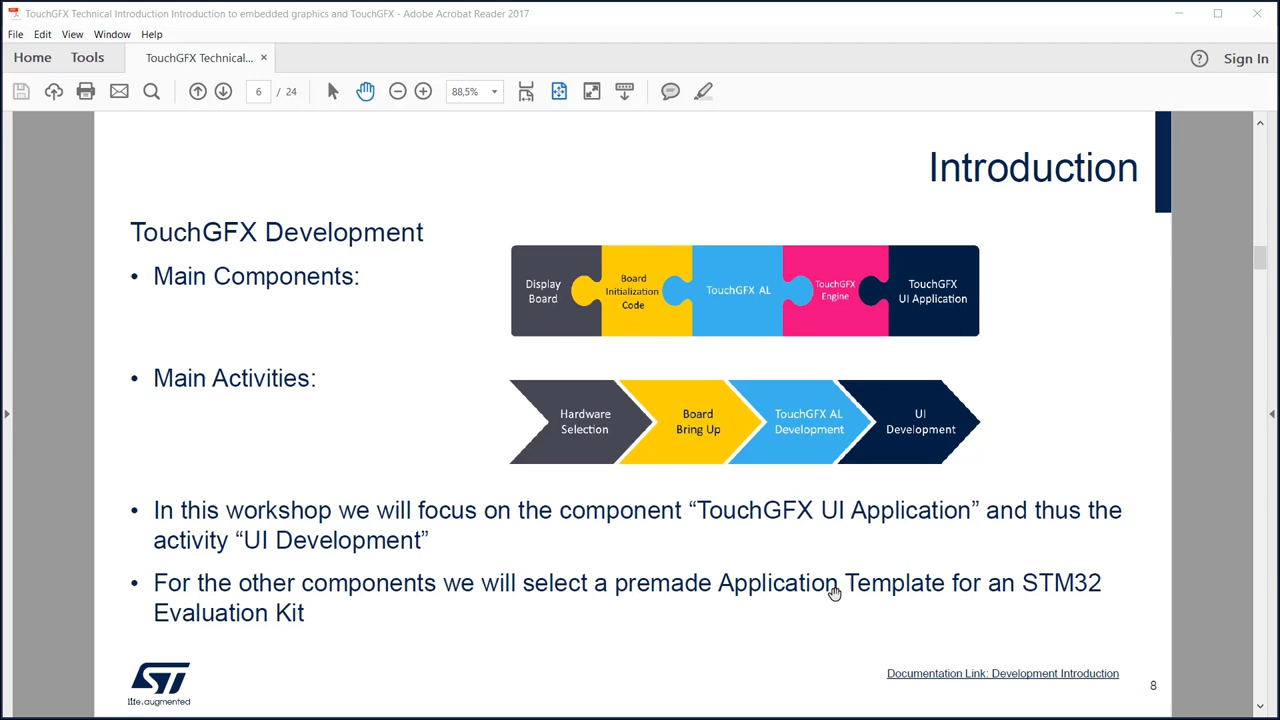 TouchGFX Technical Introduction Introduction to embedded graphics and TouchGFX - Adobe Acrobat Reader 2017
File Edit View Window Help
Home Tools TouchGFX Technical... × Sign In
6 / 24 88,5%
Introduction
TouchGFX Development
• Main Components:
Display
Board
Board
Initialization
Code
TouchGFX AL
TouchGFX
Engine
TouchGFX
UI Application
• Main Activities:
Hardware
Selection
Board
Bring Up
TouchGFX AL
Development
UI
Development
• In this workshop we will focus on the component “TouchGFX UI Application” and thus the
activity “UI Development”
• For the other components we will select a premade Application Template for an STM32
Evaluation Kit
ST
life.augmented
Documentation Link: Development Introduction
8